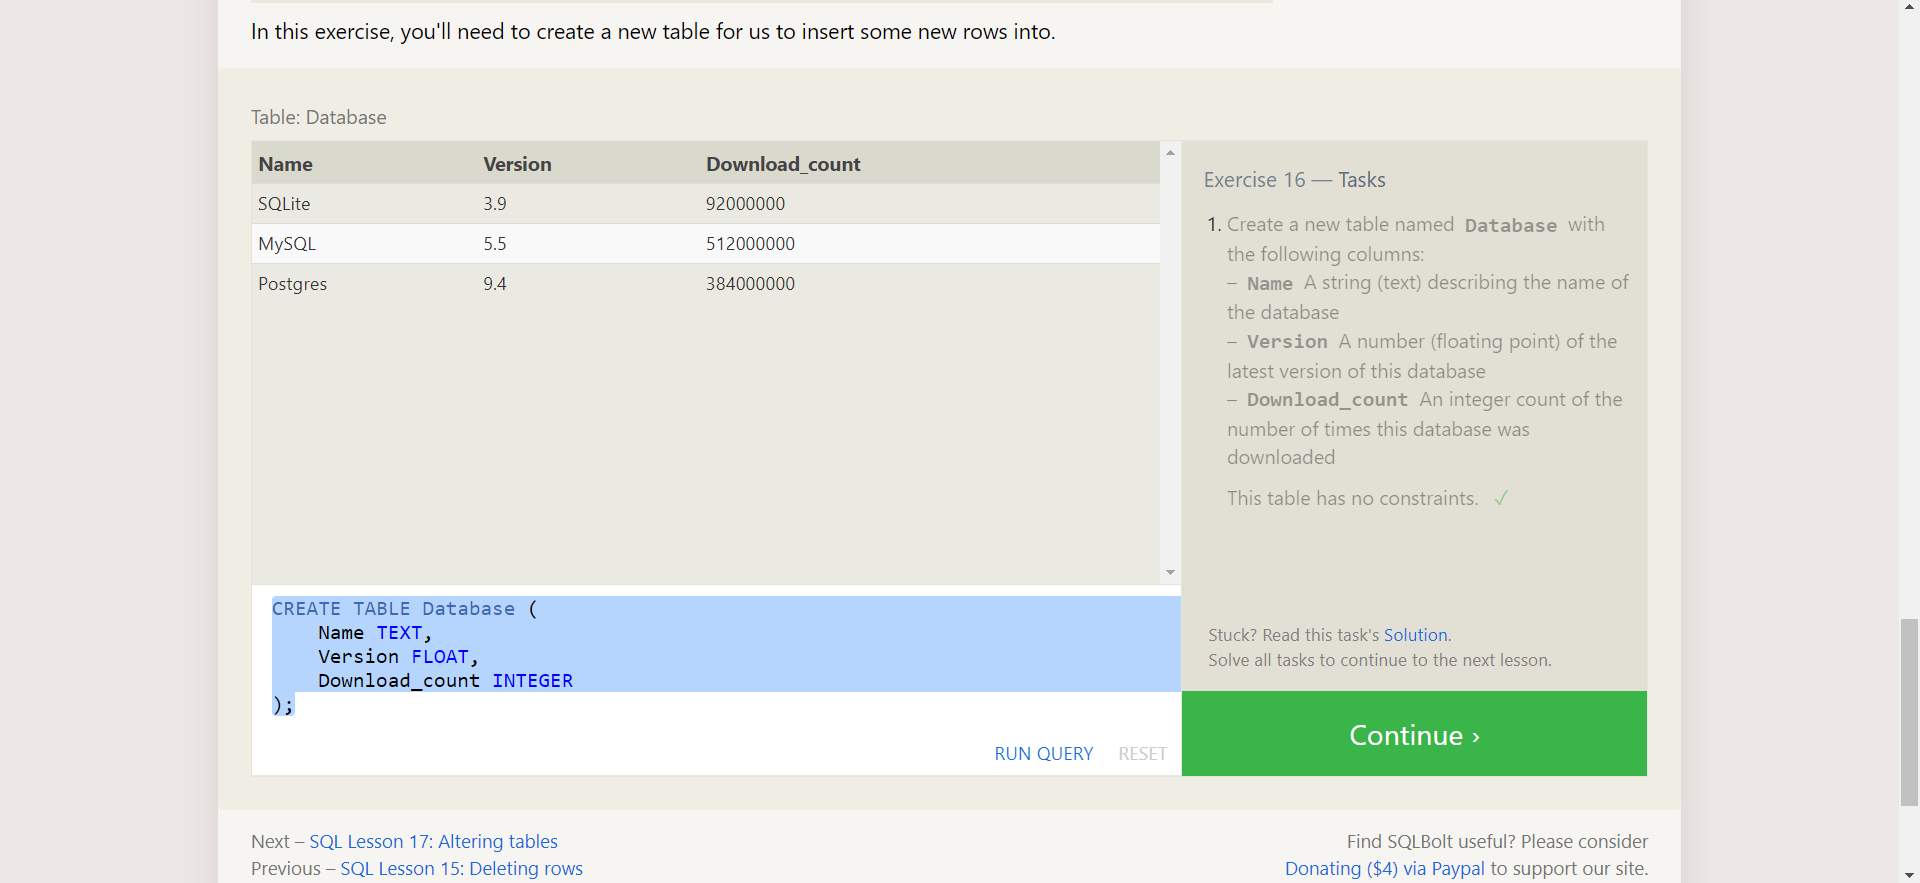 In this exercise, you'll need to create a new table for us to insert some new rows into.
Table: Database
Name Version Download_count
SQLite 3.9 92000000
MySQL 5.5 512000000
Postgres 9.4 384000000
Exercise 16 — Tasks
1. Create a new table named Database with
the following columns:
– Name A string (text) describing the name of
the database
– Version A number (floating point) of the
latest version of this database
– Download_count An integer count of the
number of times this database was
downloaded
This table has no constraints. ✓
CREATE TABLE Database (
    Name TEXT,
    Version FLOAT,
    Download_count INTEGER
);
RUN QUERY RESET
Stuck? Read this task's Solution.
Solve all tasks to continue to the next lesson.
Continue ›
Next – SQL Lesson 17: Altering tables
Previous – SQL Lesson 15: Deleting rows
Find SQLBolt useful? Please consider
Donating ($4) via Paypal to support our site.